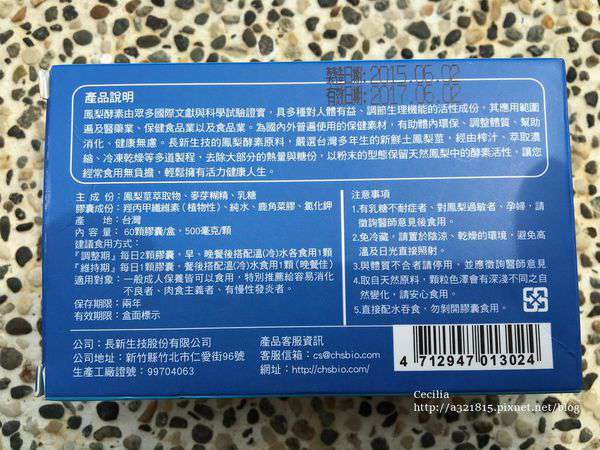 製造日期:2015.06.02
有效日期:2017.06.02
產品說明
鳳梨酵素由眾多國際文獻與科學試驗證實，具多種對人體有益、調節生理機能的活性成份，其應用範圍
遍及醫藥業、保健食品業以及食品業。為國內外普遍使用的保健素材，有助體內環保、調整體質、幫助
消化、健康無慮。長新生技的鳳梨酵素原料，嚴選台灣多年生的新鮮土鳳梨莖，經由榨汁、萃取濃
縮、冷凍乾燥等多道製程，去除大部分的熱量與糖份，以粉末的型態保留天然鳳梨中的酵素活性，讓您
經常食用無負擔，輕鬆擁有活力健康人生。
主 成 份：鳳梨莖萃取物、麥芽糊精、乳糖
膠囊成份：羥丙甲纖維素(植物性)、純水、鹿角菜膠、氯化鉀
產　　地：台灣
內 容 量：60顆膠囊/盒，500毫克/顆
建議食用方式：
『調整期』每日2顆膠囊，早、晚餐後搭配溫(冷)水各食用1顆
『維持期』每日1顆膠囊，餐後搭配溫(冷)水食用1顆(晚餐佳)
適用對象：一般成人保養皆可以食用，特別推薦給容易消化
不良者、肉食主義者、有慢性發炎者。
保存期限：兩年
有效期限：盒面標示
注意事項
1.有乳糖不耐症者、對鳳梨過敏者、孕婦，請
徵詢醫師意見後食用。
2.免冷藏，請置於陰涼、乾燥的環境，避免高
溫及日光直接照射。
3.與體質不合者請停用，並應徵詢醫師意見
4.取自天然原料，顆粒色澤會有深淺不同之自
然變化，請安心食用。
5.直接配水吞食，勿剝開膠囊食用。
公司：長新生技股份有限公司
公司地址：新竹縣竹北市仁愛街96號
生產工廠證號：99704063
產品客服資訊
客服信箱：cs@chsbio.com
網站：http://chsbio.com/
4 712947 013024
Cecilia
http://a321815.pixnet.net/blog